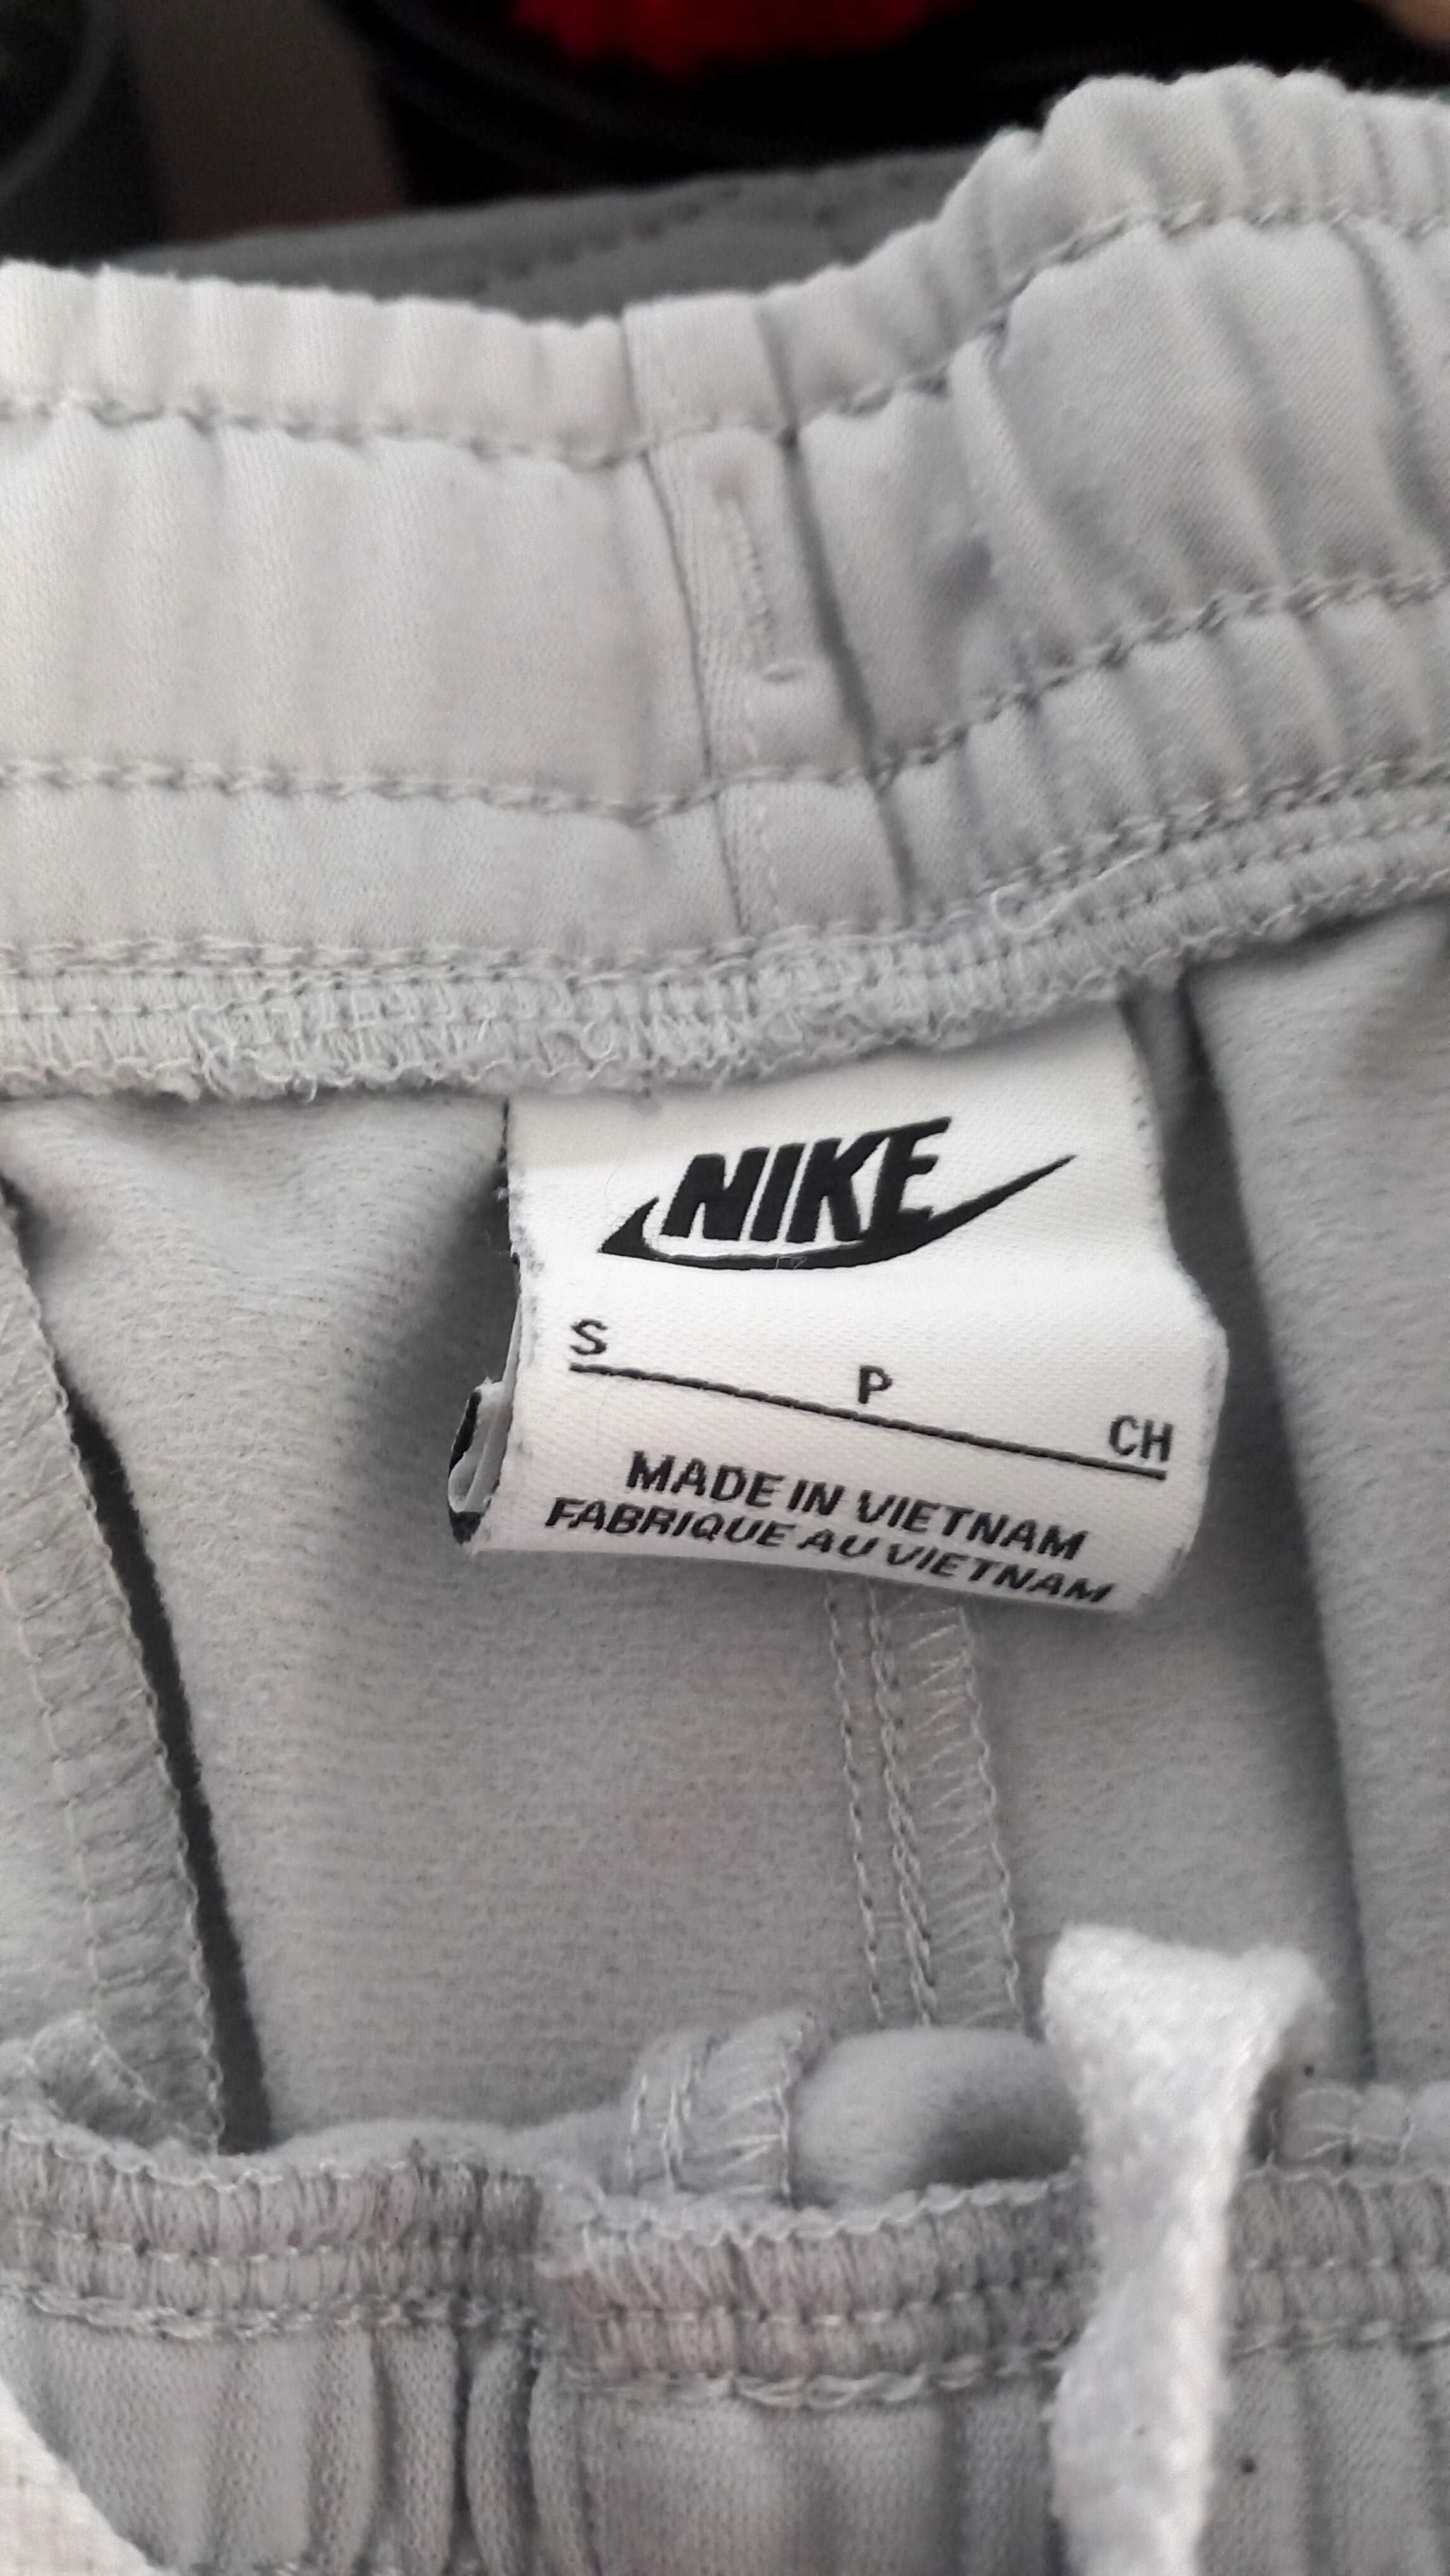 NIKE
S
P
CH
MADE IN VIETNAM
FABRIQUE AU VIETNAM